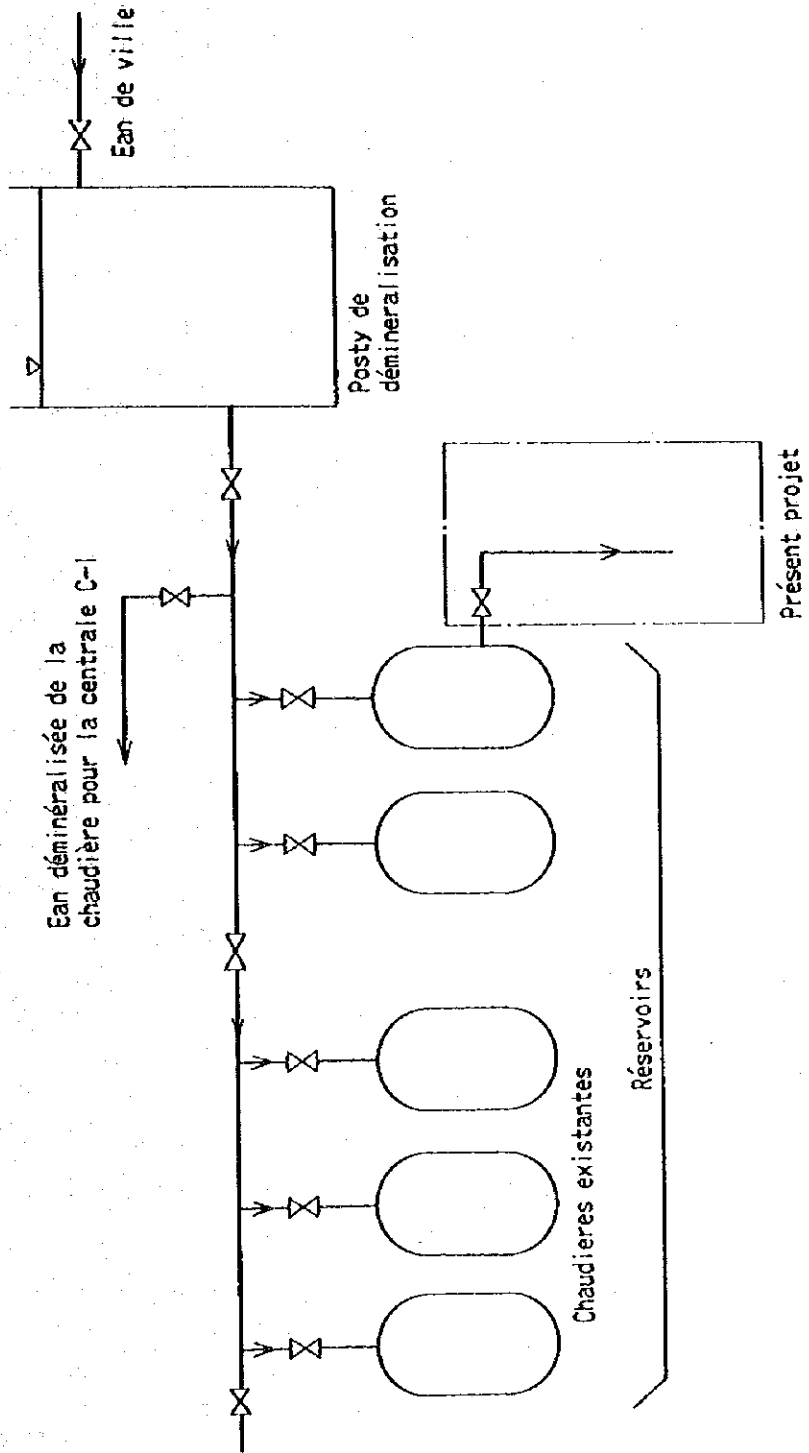 Ean de ville
Posty de
démineralisation
Ean déminéralisée de la
chaudière pour la centrale C-1
Présent projet
Chaudieres existantes
Réservoirs